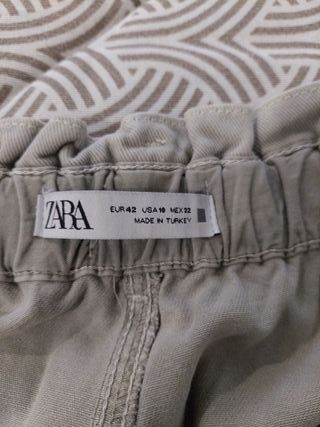 ZARA
EUR 42 USA 10 MEX 32
MADE IN TURKEY